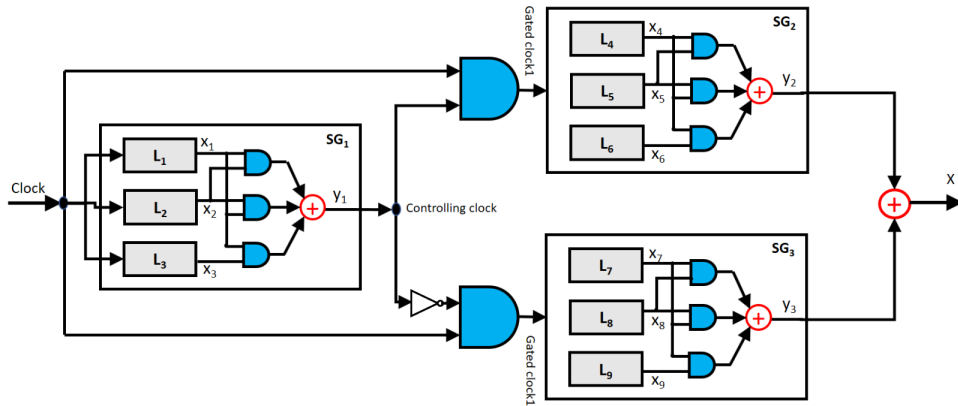 Clock
SG1
L1
x1
L2
x2
L3
x3
+
y1
Controlling clock
Gated clock1
SG2
L4
x4
L5
x5
L6
x6
+
y2
Gated clock1
SG3
L7
x7
L8
x8
L9
x9
+
y3
+
X